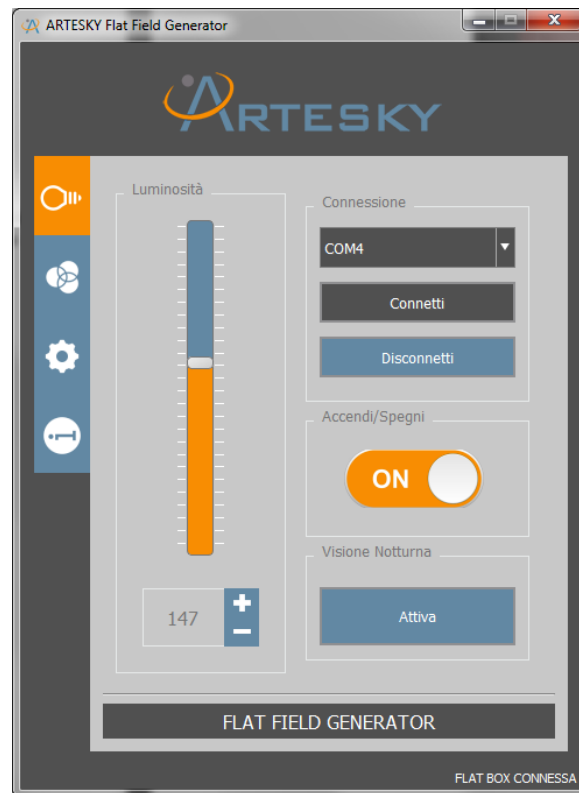 ARTESKY Flat Field Generator
ARTESKY
Luminosità
147
Connessione
COM4
Connetti
Disconnetti
Accendi/Spegni
ON
Visione Notturna
Attiva
FLAT FIELD GENERATOR
FLAT BOX CONNESSA